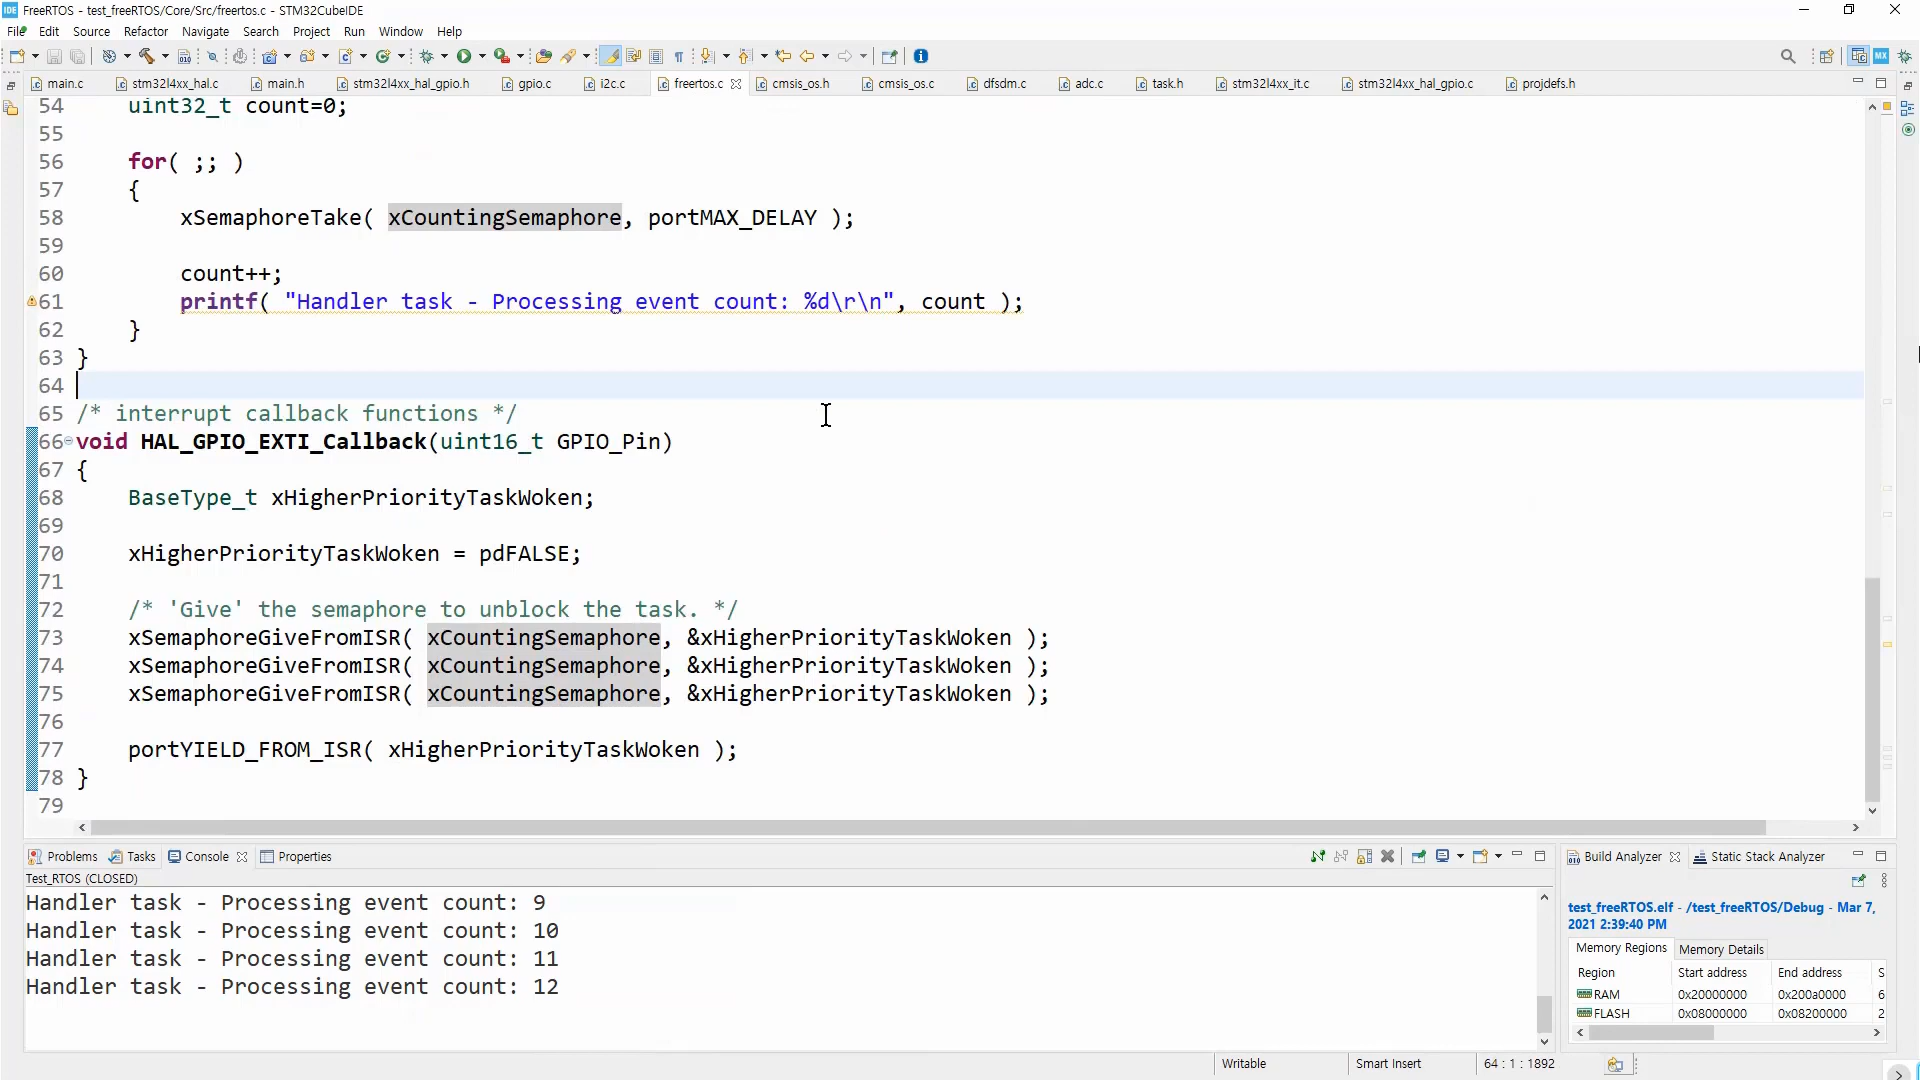 FreeRTOS - test_freeRTOS/Core/Src/freertos.c - STM32CubeIDE
File Edit Source Refactor Navigate Search Project Run Window Help
main.c stm32l4xx_hal.c main.h stm32l4xx_hal_gpio.h gpio.c i2c.c freertos.c cmsis_os.h cmsis_os.c dfsdm.c adc.c task.h stm32l4xx_it.c stm32l4xx_hal_gpio.c projdefs.h
54 uint32_t count=0;
55
56 for( ;; )
57 {
58 xSemaphoreTake( xCountingSemaphore, portMAX_DELAY );
59
60 count++;
61 printf( "Handler task - Processing event count: %d\r\n", count );
62 }
63 }
64
65 /* interrupt callback functions */
66 void HAL_GPIO_EXTI_Callback(uint16_t GPIO_Pin)
67 {
68 BaseType_t xHigherPriorityTaskWoken;
69
70 xHigherPriorityTaskWoken = pdFALSE;
71
72 /* 'Give' the semaphore to unblock the task. */
73 xSemaphoreGiveFromISR( xCountingSemaphore, &xHigherPriorityTaskWoken );
74 xSemaphoreGiveFromISR( xCountingSemaphore, &xHigherPriorityTaskWoken );
75 xSemaphoreGiveFromISR( xCountingSemaphore, &xHigherPriorityTaskWoken );
76
77 portYIELD_FROM_ISR( xHigherPriorityTaskWoken );
78 }
79
Problems Tasks Console Properties
Test_RTOS (CLOSED)
Handler task - Processing event count: 9
Handler task - Processing event count: 10
Handler task - Processing event count: 11
Handler task - Processing event count: 12
Build Analyzer Static Stack Analyzer
test_freeRTOS.elf - /test_freeRTOS/Debug - Mar 7,
2021 2:39:40 PM
Memory Regions Memory Details
Region Start address End address S
RAM 0x20000000 0x200a0000 6
FLASH 0x08000000 0x08200000 2
Writable Smart Insert 64 : 1 : 1892